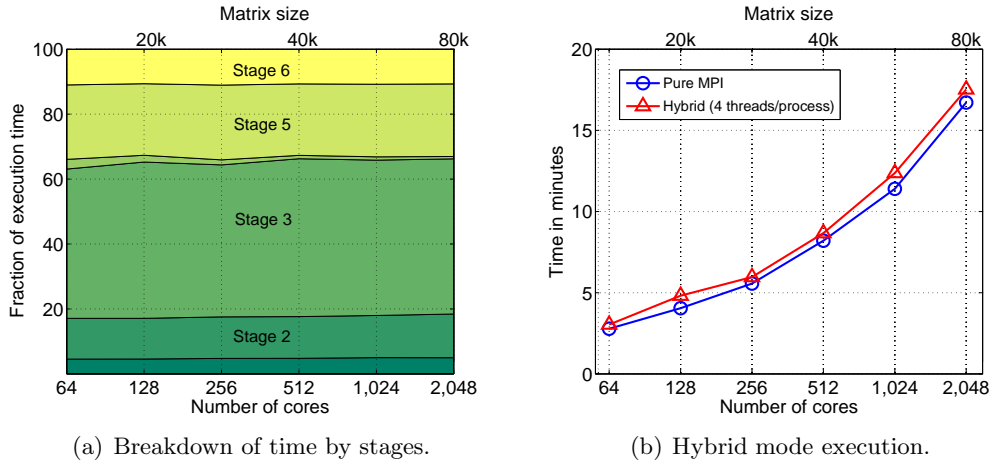 Matrix size
20k 40k 80k
100
80
60
40
20
Fraction of execution time
Stage 6
Stage 5
Stage 3
Stage 2
64 128 256 512 1,024 2,048
Number of cores
(a) Breakdown of time by stages.
Matrix size
20k 40k 80k
20
15
10
5
0
Time in minutes
Pure MPI
Hybrid (4 threads/process)
64 128 256 512 1,024 2,048
Number of cores
(b) Hybrid mode execution.